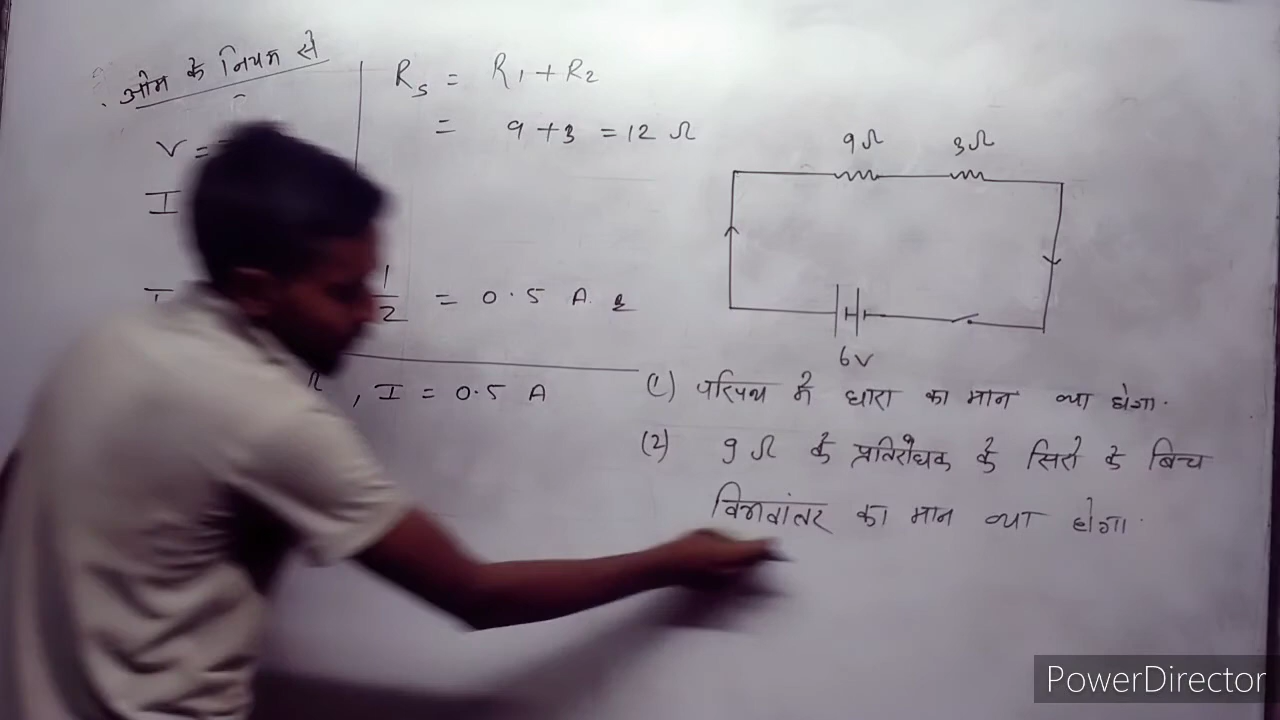 ओम के नियम से
V =
I
1
2
= 0.5 A
, I = 0.5 A
Rs = R1 + R2
= 9 + 3 = 12 Ω
9Ω 3Ω
6V
(1) परिपथ में धारा का मान क्या होगा.
(2) 9 Ω के प्रतिरोधक के सिरो के बिच
विभवांतर का मान क्या होगा.
PowerDirector